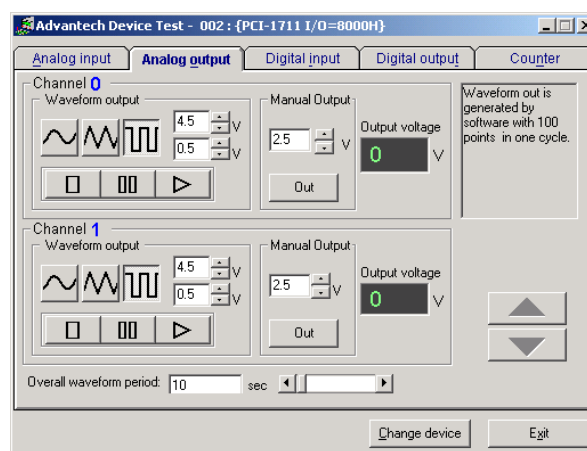 Advantech Device Test - 002 : {PCI-1711 I/O=8000H}
Analog input
Analog output
Digital input
Digital output
Counter
Channel 0
Waveform output
4.5 V
0.5 V
Manual Output
2.5 V
Out
Output voltage
0 V
Waveform out is
generated by
software with 100
points in one cycle.
Channel 1
Waveform output
4.5 V
0.5 V
Manual Output
2.5 V
Out
Output voltage
0 V
Overall waveform period: 10 sec
Change device
Exit